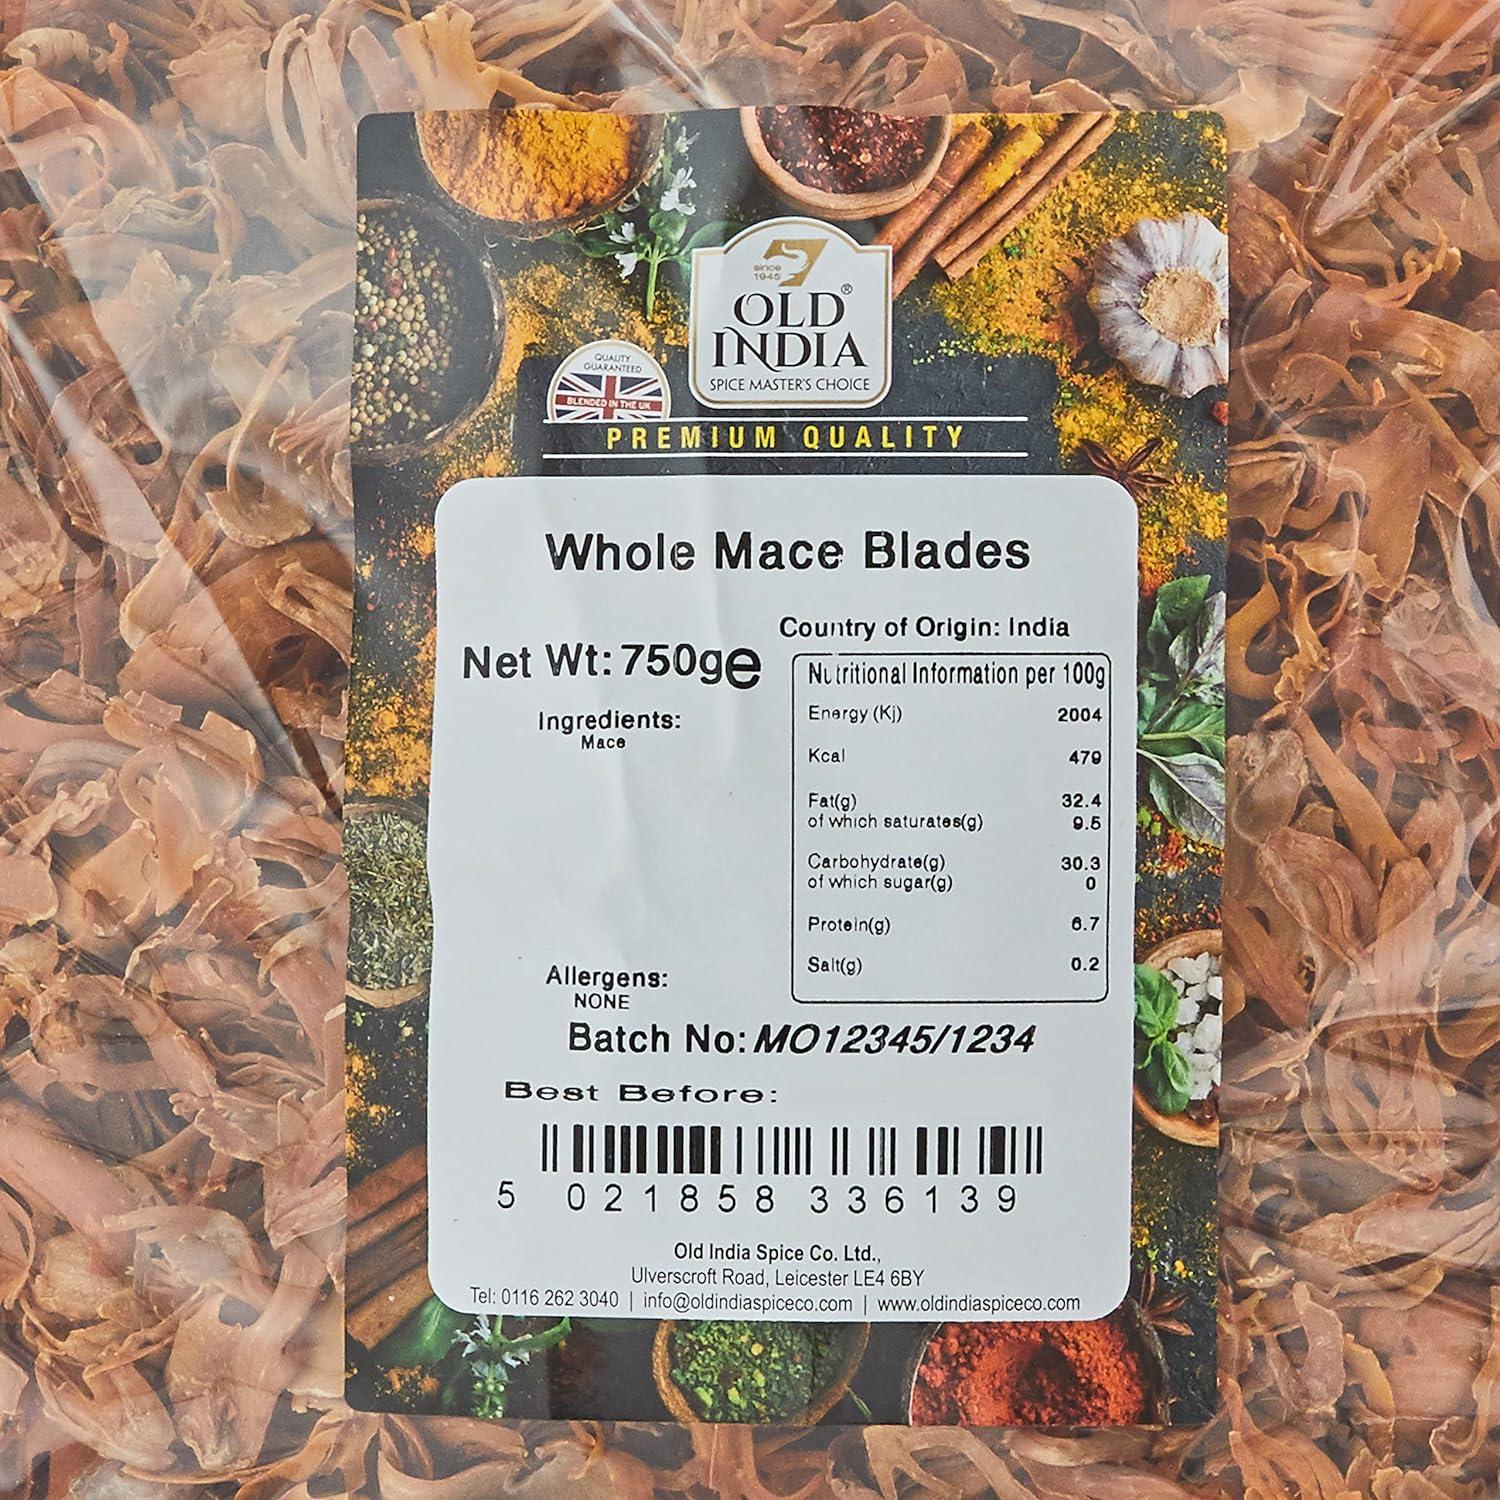 since
1945
OLD®
INDIA
SPICE MASTER'S CHOICE
QUALITY
GUARANTEED
BLENDED IN THE UK
PREMIUM QUALITY
Whole Mace Blades
Country of Origin: India
Net Wt: 750g e
Ingredients:
Mace
Nutritional Information per 100g
Energy (Kj) 2004
Kcal 479
Fat(g) 32.4
of which saturates(g) 9.5
Carbohydrate(g) 30.3
of which sugar(g) 0
Protein(g) 6.7
Salt(g) 0.2
Allergens:
NONE
Batch No: MO12345/1234
Best Before:
5 021858 336139
Old India Spice Co. Ltd.,
Ulverscroft Road, Leicester LE4 6BY
Tel: 0116 262 3040 | info@oldindiaspiceco.com | www.oldindiaspiceco.com